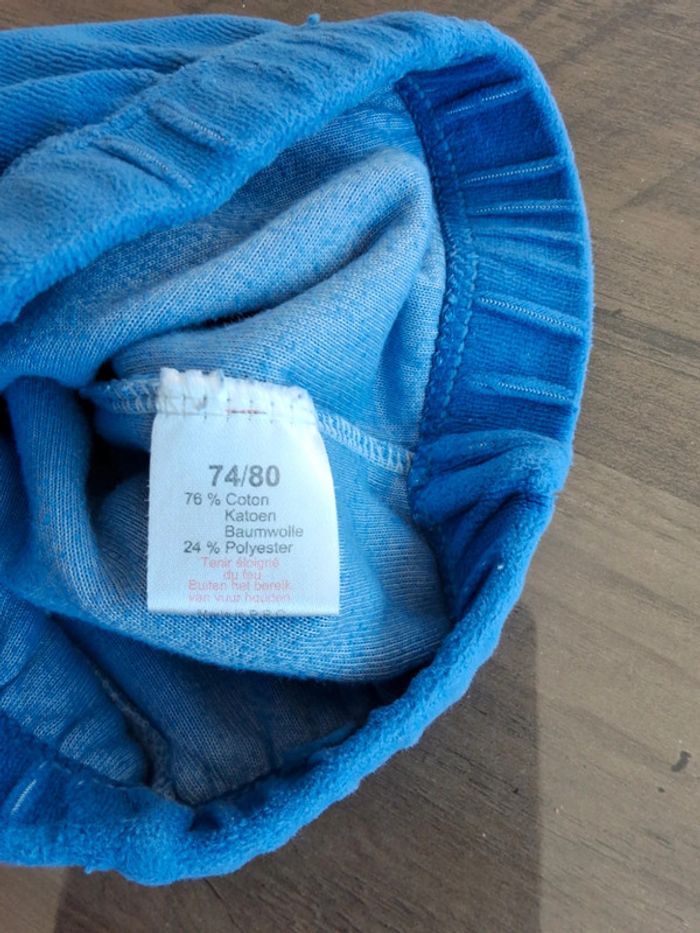 74/80
76 % Coton
Katoen
Baumwolle
24 % Polyester
Tenir éloigné
du feu
Buiten het bereik
van vuur houden